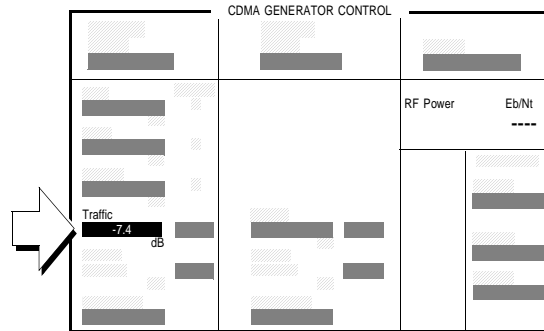 CDMA GENERATOR CONTROL
RF Power Eb/Nt
----
Traffic
-7.4
dB